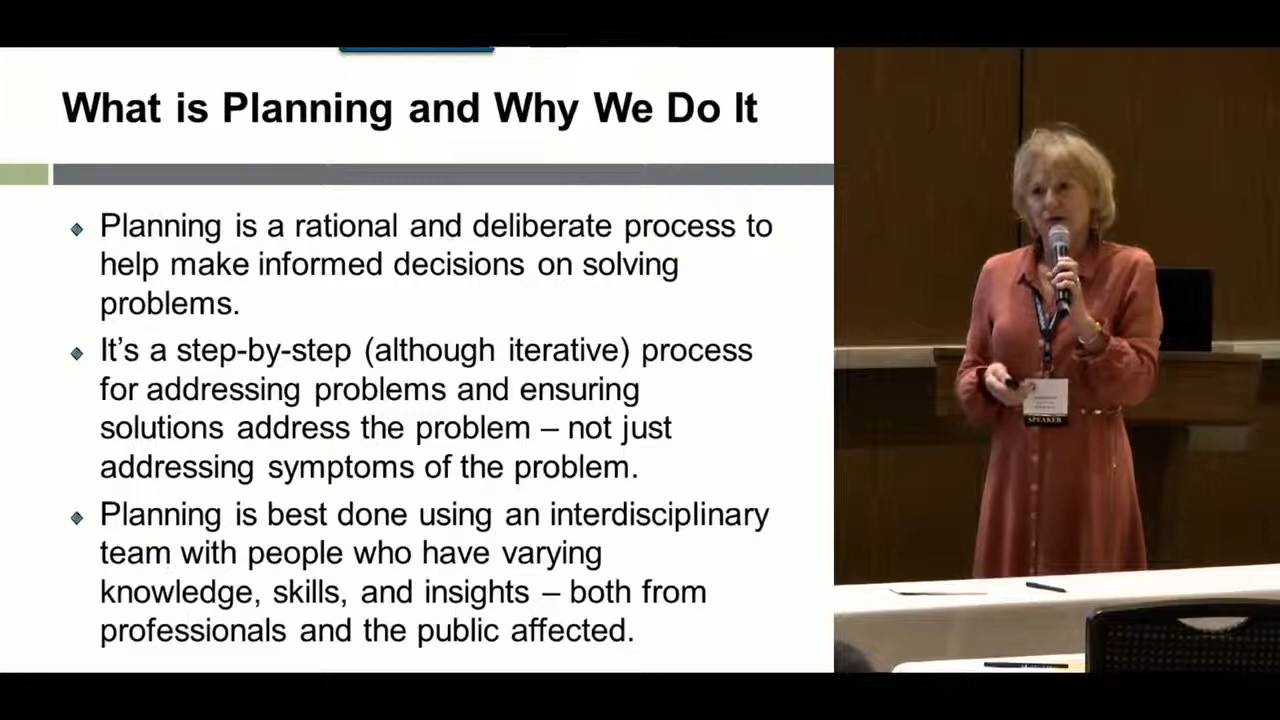 What is Planning and Why We Do It
Planning is a rational and deliberate process to
help make informed decisions on solving
problems.
It's a step-by-step (although iterative) process
for addressing problems and ensuring
solutions address the problem – not just
addressing symptoms of the problem.
Planning is best done using an interdisciplinary
team with people who have varying
knowledge, skills, and insights – both from
professionals and the public affected.
SPEAKER